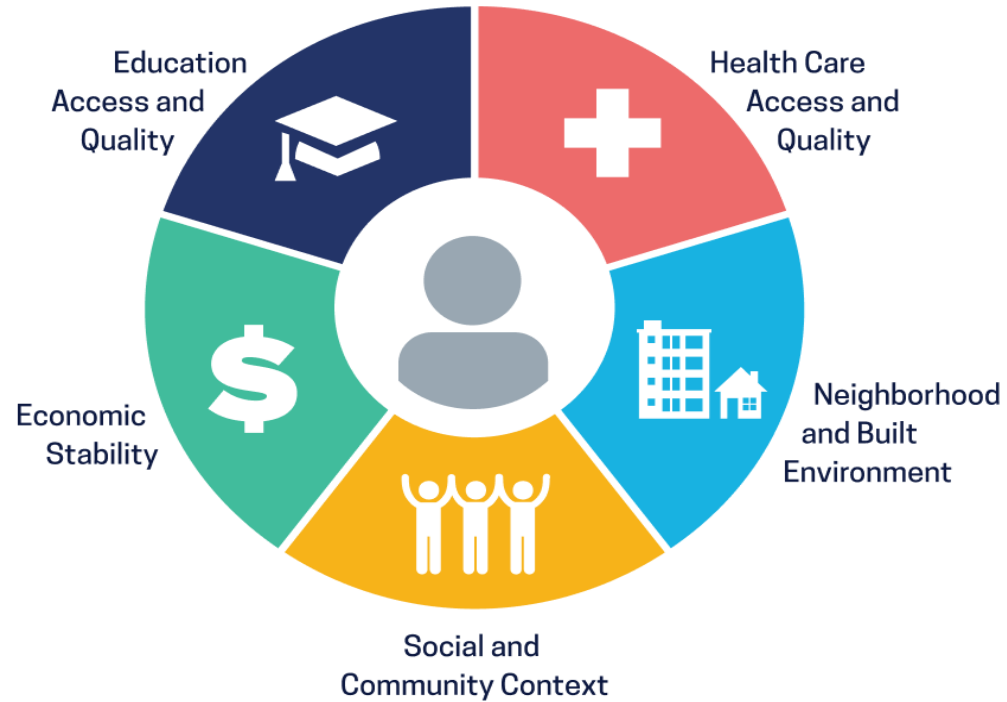 Education
Access and
Quality
Health Care
Access and
Quality
Economic
Stability
Neighborhood
and Built
Environment
Social and
Community Context